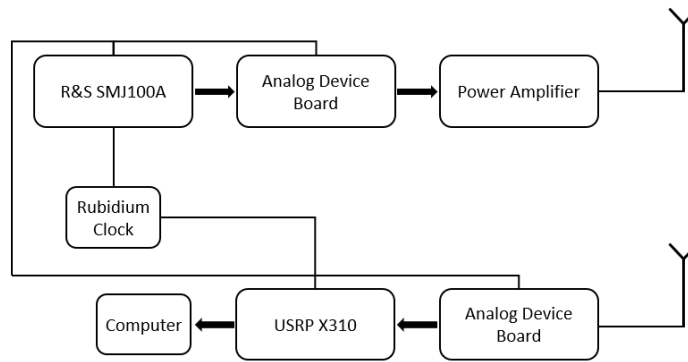 R&S SMJ100A
Analog Device
Board
Power Amplifier
Rubidium
Clock
Computer
USRP X310
Analog Device
Board